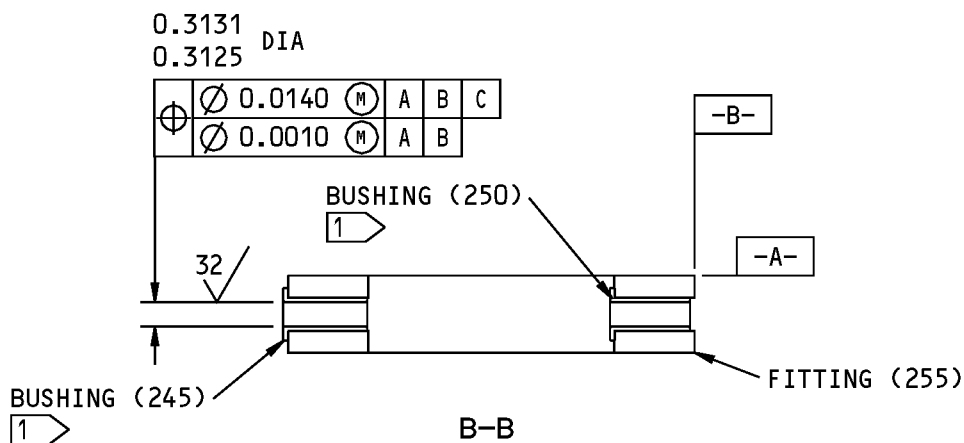 0.3131
0.3125 DIA
⌖ ⌀ 0.0140 Ⓜ A B C
⌀ 0.0010 Ⓜ A B
-B-
BUSHING (250)
1
-A-
32
BUSHING (245)
1
FITTING (255)
B-B